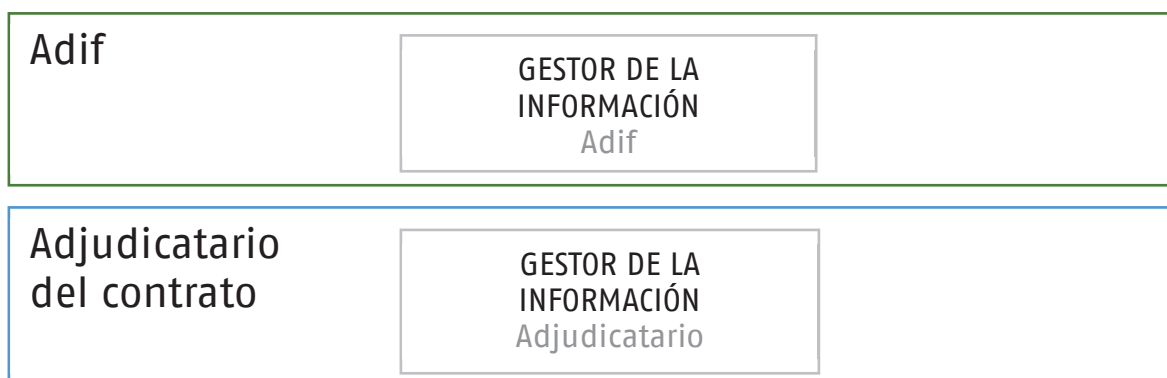 Adif
GESTOR DE LA
INFORMACIÓN
Adif
Adjudicatario
del contrato
GESTOR DE LA
INFORMACIÓN
Adjudicatario